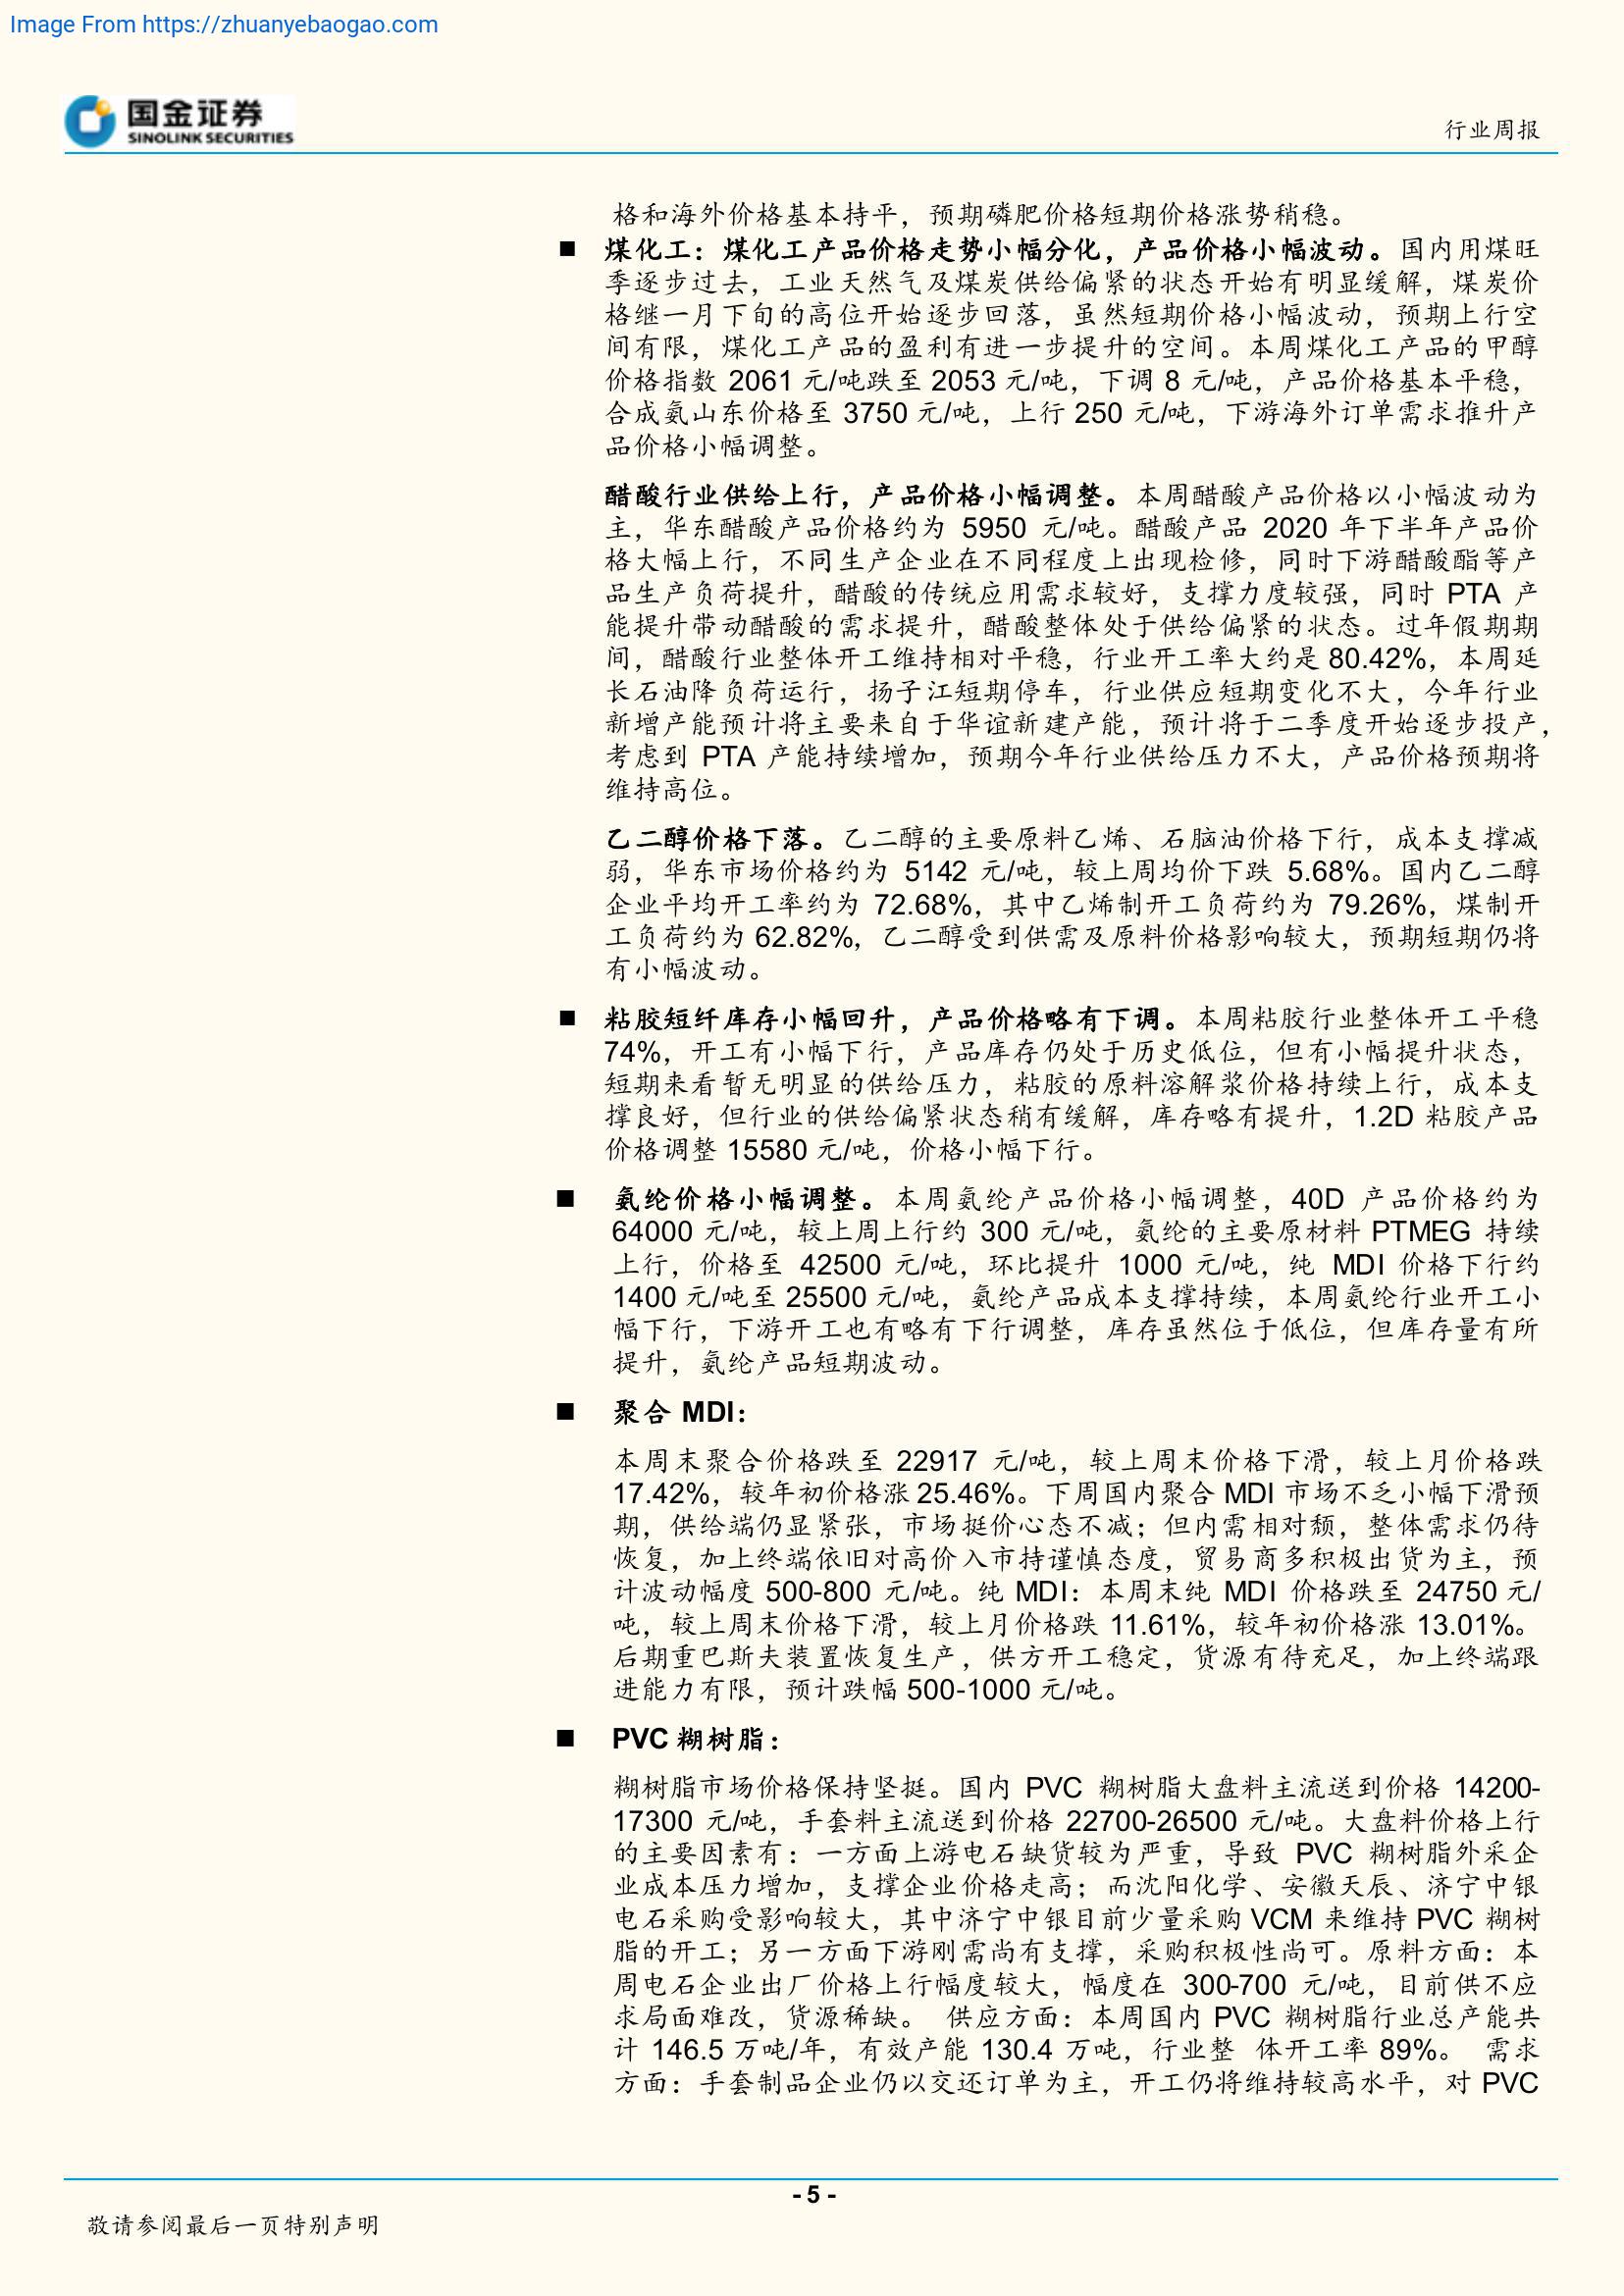 Image From https://zhuanyebaogao.com
国金证券
SINOLINK SECURITIES
行业周报
格和海外价格基本持平，预期磷肥价格短期价格涨势稍稳。
■ 煤化工：煤化工产品价格走势小幅分化，产品价格小幅波动。国内用煤旺
季逐步过去，工业天然气及煤炭供给偏紧的状态开始有明显缓解，煤炭价
格继一月下旬的高位开始逐步回落，虽然短期价格小幅波动，预期上行空
间有限，煤化工产品的盈利有进一步提升的空间。本周煤化工产品的甲醇
价格指数 2061 元/吨跌至 2053 元/吨，下调 8 元/吨，产品价格基本平稳，
合成氨山东价格至 3750 元/吨，上行 250 元/吨，下游海外订单需求推升产
品价格小幅调整。
醋酸行业供给上行，产品价格小幅调整。本周醋酸产品价格以小幅波动为
主，华东醋酸产品价格约为 5950 元/吨。醋酸产品 2020 年下半年产品价
格大幅上行，不同生产企业在不同程度上出现检修，同时下游醋酸酯等产
品生产负荷提升，醋酸的传统应用需求较好，支撑力度较强，同时 PTA 产
能提升带动醋酸的需求提升，醋酸整体处于供给偏紧的状态。过年假期期
间，醋酸行业整体开工维持相对平稳，行业开工率大约是 80.42%，本周延
长石油降负荷运行，扬子江短期停车，行业供应短期变化不大，今年行业
新增产能预计将主要来自于华谊新建产能，预计将于二季度开始逐步投产，
考虑到 PTA 产能持续增加，预期今年行业供给压力不大，产品价格预期将
维持高位。
乙二醇价格下落。乙二醇的主要原料乙烯、石脑油价格下行，成本支撑减
弱，华东市场价格约为 5142 元/吨，较上周均价下跌 5.68%。国内乙二醇
企业平均开工率约为 72.68%，其中乙烯制开工负荷约为 79.26%，煤制开
工负荷约为 62.82%，乙二醇受到供需及原料价格影响较大，预期短期仍将
有小幅波动。
■ 粘胶短纤库存小幅回升，产品价格略有下调。本周粘胶行业整体开工平稳
74%，开工有小幅下行，产品库存仍处于历史低位，但有小幅提升状态，
短期来看暂无明显的供给压力，粘胶的原料溶解浆价格持续上行，成本支
撑良好，但行业的供给偏紧状态稍有缓解，库存略有提升，1.2D 粘胶产品
价格调整 15580 元/吨，价格小幅下行。
■ 氨纶价格小幅调整。本周氨纶产品价格小幅调整，40D 产品价格约为
64000 元/吨，较上周上行约 300 元/吨，氨纶的主要原材料 PTMEG 持续
上行，价格至 42500 元/吨，环比提升 1000 元/吨，纯 MDI 价格下行约
1400 元/吨至 25500 元/吨，氨纶产品成本支撑持续，本周氨纶行业开工小
幅下行，下游开工也有略有下行调整，库存虽然位于低位，但库存量有所
提升，氨纶产品短期波动。
■ 聚合 MDI：
本周末聚合价格跌至 22917 元/吨，较上周末价格下滑，较上月价格跌
17.42%，较年初价格涨 25.46%。下周国内聚合 MDI 市场不乏小幅下滑预
期，供给端仍显紧张，市场挺价心态不减；但内需相对颓，整体需求仍待
恢复，加上终端依旧对高价入市持谨慎态度，贸易商多积极出货为主，预
计波动幅度 500-800 元/吨。纯 MDI：本周末纯 MDI 价格跌至 24750 元/
吨，较上周末价格下滑，较上月价格跌 11.61%，较年初价格涨 13.01%。
后期重巴斯夫装置恢复生产，供方开工稳定，货源有待充足，加上终端跟
进能力有限，预计跌幅 500-1000 元/吨。
■ PVC 糊树脂：
糊树脂市场价格保持坚挺。国内 PVC 糊树脂大盘料主流送到价格 14200-
17300 元/吨，手套料主流送到价格 22700-26500 元/吨。大盘料价格上行
的主要因素有：一方面上游电石缺货较为严重，导致 PVC 糊树脂外采企
业成本压力增加，支撑企业价格走高；而沈阳化学、安徽天辰、济宁中银
电石采购受影响较大，其中济宁中银目前少量采购 VCM 来维持 PVC 糊树
脂的开工；另一方面下游刚需尚有支撑，采购积极性尚可。原料方面：本
周电石企业出厂价格上行幅度较大，幅度在 300-700 元/吨，目前供不应
求局面难改，货源稀缺。 供应方面：本周国内 PVC 糊树脂行业总产能共
计 146.5 万吨/年，有效产能 130.4 万吨，行业整 体开工率 89%。 需求
方面：手套制品企业仍以交还订单为主，开工仍将维持较高水平，对 PVC
- 5 -
敬请参阅最后一页特别声明